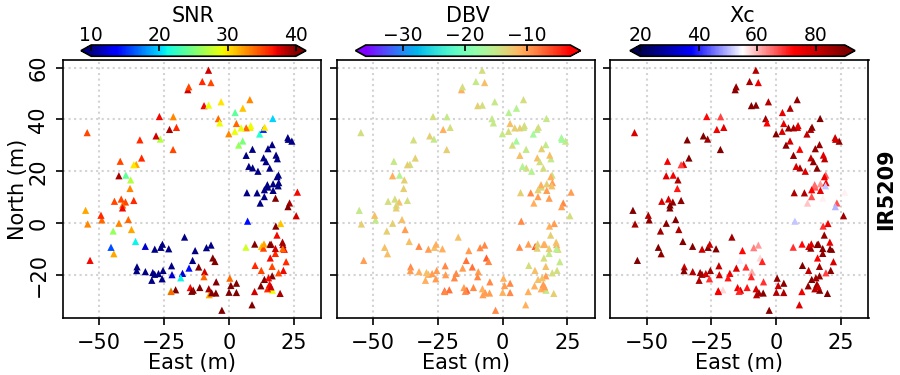 SNR DBV Xc
10 20 30 40 −30 −20 −10 20 40 60 80
60
40
20
0
−20
North (m)
IR5209
−50 −25 0 25 −50 −25 0 25 −50 −25 0 25
East (m) East (m) East (m)